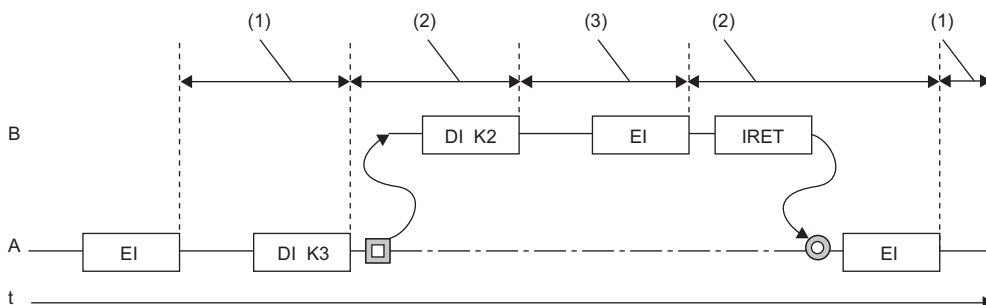 (1) (2) (3) (2) (1)
B DI K2 EI IRET
A EI DI K3 EI
t